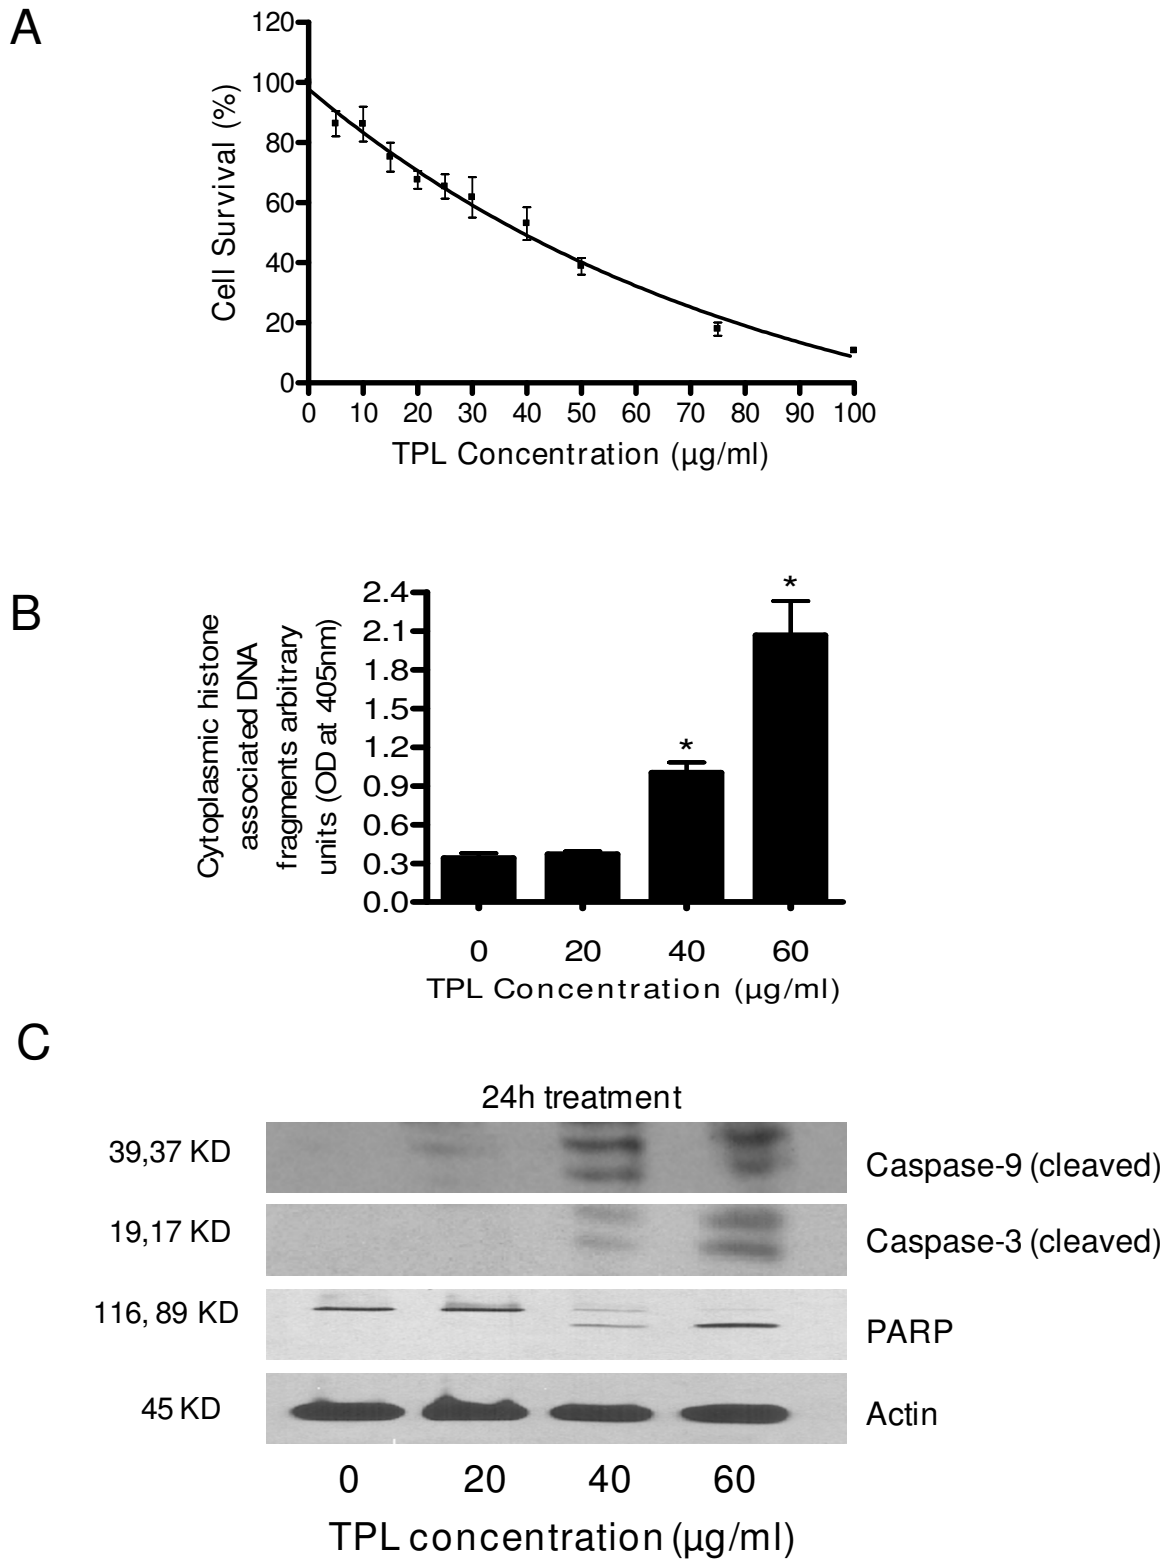 A
120
100
80
60
40
20
0
Cell Survival (%)
0 10 20 30 40 50 60 70 80 90 100
TPL Concentration (µg/ml)
B
2.4
2.1
1.8
1.5
1.2
0.9
0.6
0.3
0.0
Cytoplasmic histone
associated DNA
fragments arbitrary
units (OD at 405nm)
*
*
0 20 40 60
TPL Concentration (µg/ml)
C
24h treatment
39,37 KD
Caspase-9 (cleaved)
19,17 KD
Caspase-3 (cleaved)
116, 89 KD
PARP
45 KD
Actin
0 20 40 60
TPL concentration (µg/ml)